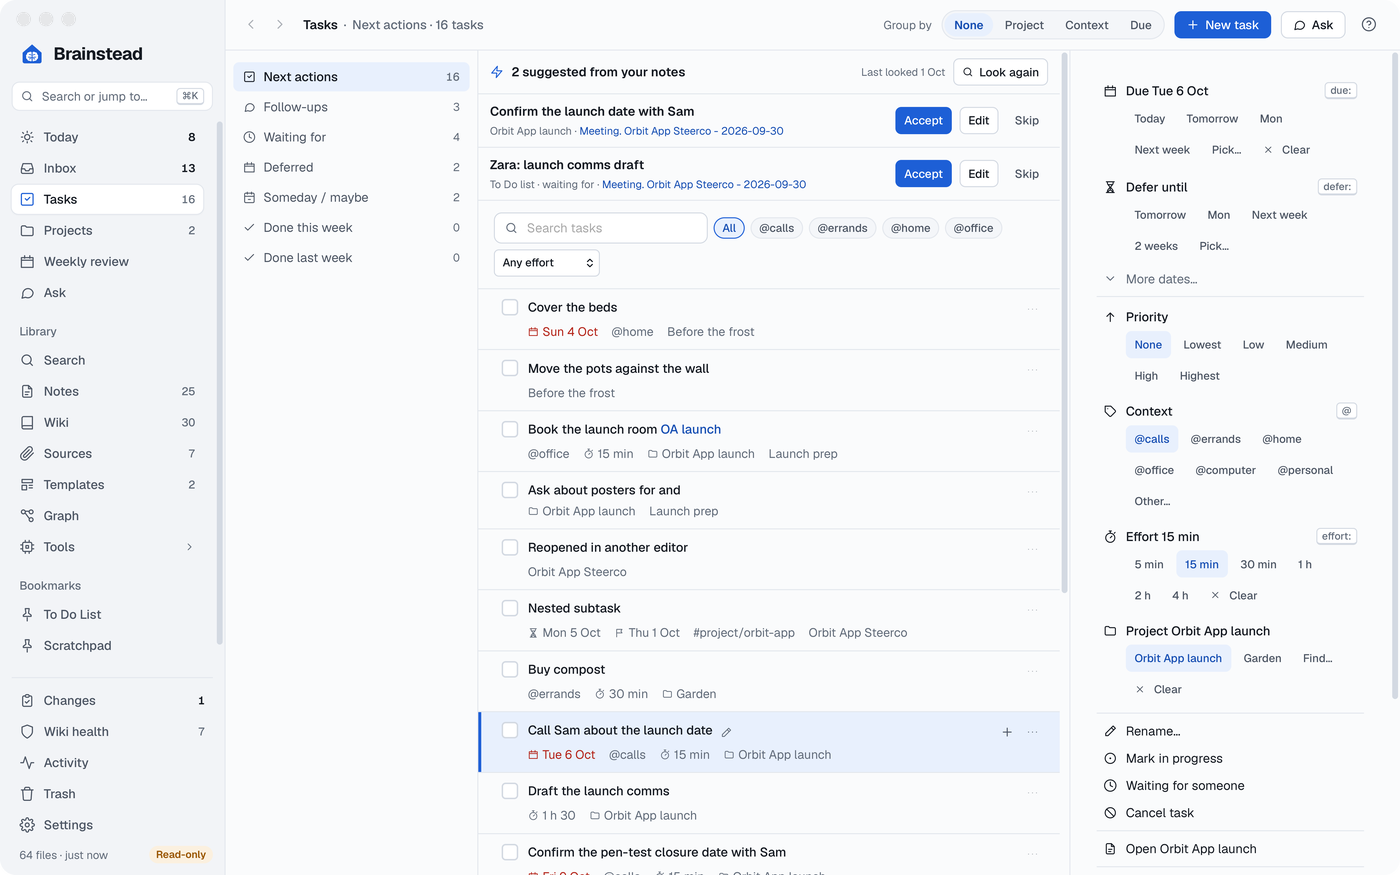 Brainstead
Search or jump to... ⌘K
Today 8
Inbox 13
Tasks 16
Projects 2
Weekly review
Ask
Library
Search
Notes 25
Wiki 30
Sources 7
Templates 2
Graph
Tools
Bookmarks
To Do List
Scratchpad
Changes 1
Wiki health 7
Activity
Trash
Settings
64 files · just now Read-only
Tasks · Next actions · 16 tasks
Group by None Project Context Due
+ New task
Ask
Next actions 16
Follow-ups 3
Waiting for 4
Deferred 2
Someday / maybe 2
Done this week 0
Done last week 0
2 suggested from your notes Last looked 1 Oct Look again
Confirm the launch date with Sam
Orbit App launch · Meeting. Orbit App Steerco - 2026-09-30
Accept Edit Skip
Zara: launch comms draft
To Do list · waiting for · Meeting. Orbit App Steerco - 2026-09-30
Accept Edit Skip
Search tasks All @calls @errands @home @office
Any effort
Cover the beds
Sun 4 Oct @home Before the frost
Move the pots against the wall
Before the frost
Book the launch room OA launch
@office 15 min Orbit App launch Launch prep
Ask about posters for and
Orbit App launch Launch prep
Reopened in another editor
Orbit App Steerco
Nested subtask
Mon 5 Oct Thu 1 Oct #project/orbit-app Orbit App Steerco
Buy compost
@errands 30 min Garden
Call Sam about the launch date
Tue 6 Oct @calls 15 min Orbit App launch
Draft the launch comms
1 h 30 Orbit App launch
Confirm the pen-test closure date with Sam
Due Tue 6 Oct due:
Today Tomorrow Mon
Next week Pick... × Clear
Defer until defer:
Tomorrow Mon Next week
2 weeks Pick...
More dates...
Priority
None Lowest Low Medium
High Highest
Context @
@calls @errands @home
@office @computer @personal
Other...
Effort 15 min effort:
5 min 15 min 30 min 1 h
2 h 4 h × Clear
Project Orbit App launch
Orbit App launch Garden Find...
× Clear
Rename...
Mark in progress
Waiting for someone
Cancel task
Open Orbit App launch